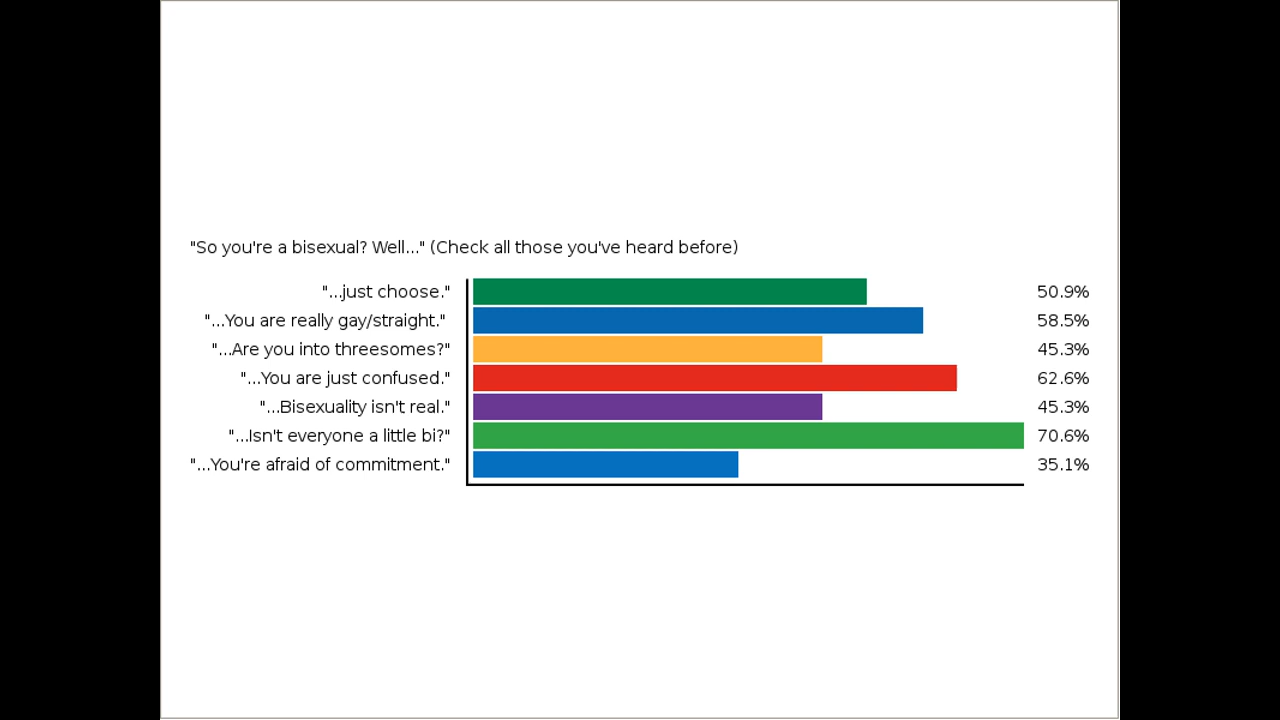 "So you're a bisexual? Well..." (Check all those you've heard before)
"...just choose." 50.9%
"...You are really gay/straight." 58.5%
"...Are you into threesomes?" 45.3%
"...You are just confused." 62.6%
"...Bisexuality isn't real." 45.3%
"...Isn't everyone a little bi?" 70.6%
"...You're afraid of commitment." 35.1%